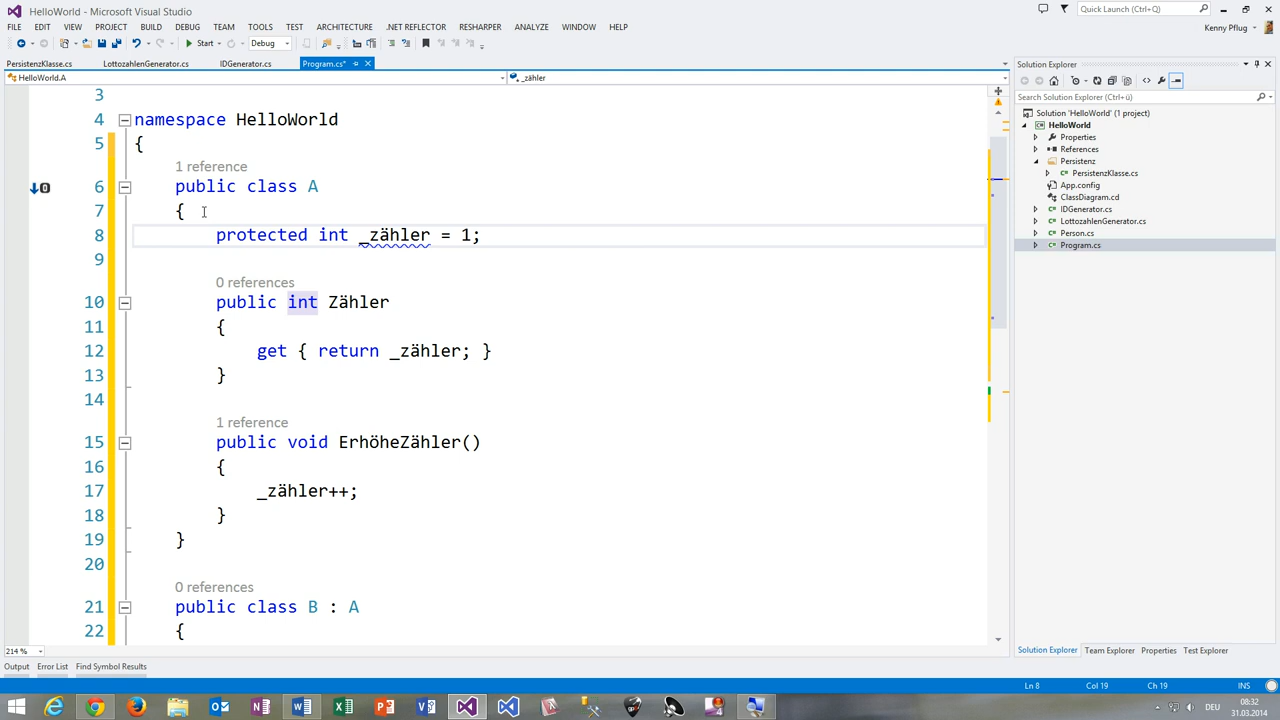 HelloWorld - Microsoft Visual Studio
Quick Launch (Ctrl+Q)
FILE EDIT VIEW PROJECT BUILD DEBUG TEAM TOOLS TEST ARCHITECTURE .NET REFLECTOR RESHARPER ANALYZE WINDOW HELP
Kenny Pflug
Start Debug
PersistenzKlasse.cs LottozahlenGenerator.cs IDGenerator.cs Program.cs*
HelloWorld.A _zähler
3
4 namespace HelloWorld
5 {
1 reference
6 public class A
7 {
8 protected int _zähler = 1;
9
0 references
10 public int Zähler
11 {
12 get { return _zähler; }
13 }
14
1 reference
15 public void ErhöheZähler()
16 {
17 _zähler++;
18 }
19 }
20
0 references
21 public class B : A
22 {
214 %
Output Error List Find Symbol Results
Solution Explorer
Search Solution Explorer (Ctrl+ü)
Solution 'HelloWorld' (1 project)
HelloWorld
Properties
References
Persistenz
PersistenzKlasse.cs
App.config
ClassDiagram.cd
IDGenerator.cs
LottozahlenGenerator.cs
Person.cs
Program.cs
Solution Explorer Team Explorer Properties Test Explorer
Ln 8 Col 19 Ch 19 INS
DEU
08:32
31.03.2014